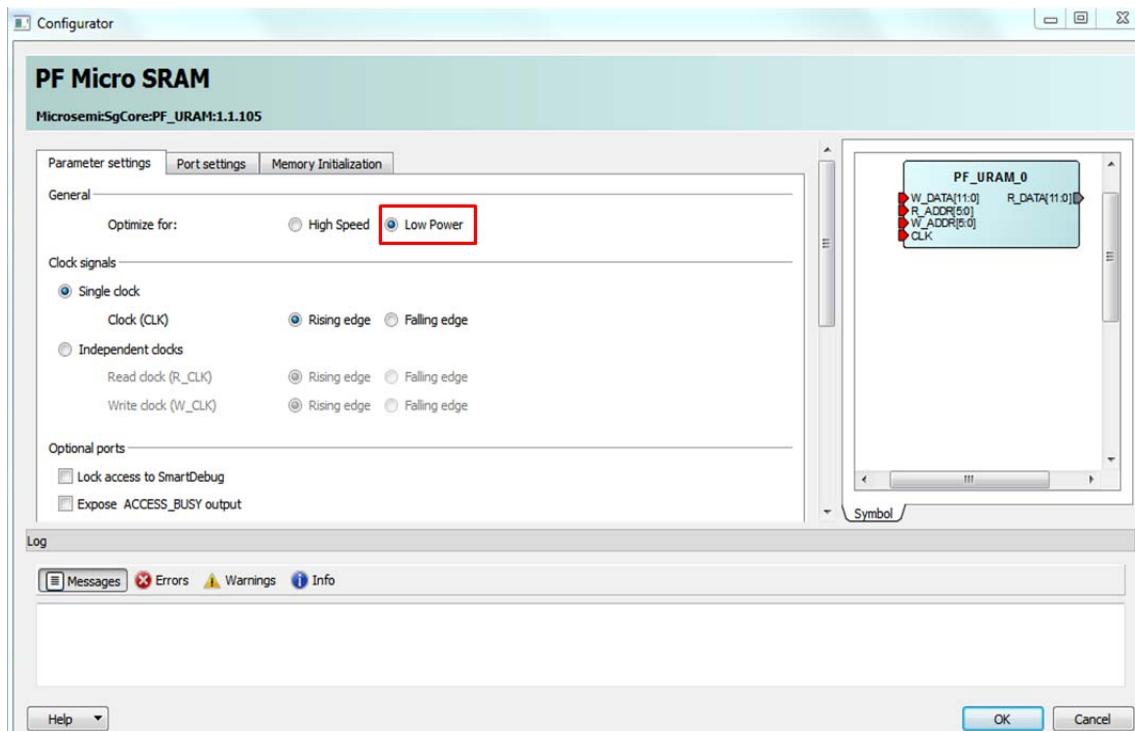 Configurator
PF Micro SRAM
Microsemi:SgCore:PF_URAM:1.1.105
Parameter settings Port settings Memory Initialization
General
Optimize for: High Speed Low Power
Clock signals
Single clock
Clock (CLK) Rising edge Falling edge
Independent clocks
Read clock (R_CLK) Rising edge Falling edge
Write clock (W_CLK) Rising edge Falling edge
Optional ports
Lock access to SmartDebug
Expose ACCESS_BUSY output
PF_URAM_0
W_DATA[11:0] R_DATA[11:0]
R_ADDR[5:0]
W_ADDR[5:0]
CLK
Symbol
Log
Messages Errors Warnings Info
Help OK Cancel